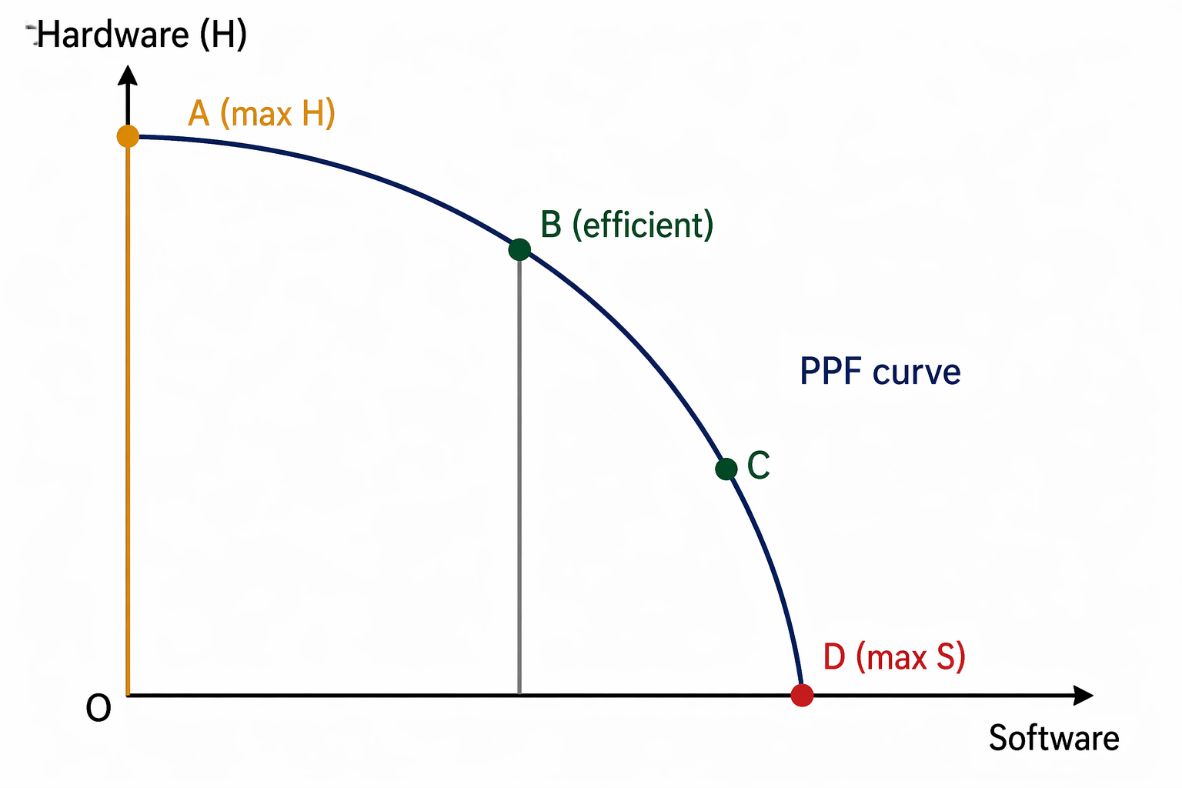 Hardware (H)
A (max H)
B (efficient)
PPF curve
C
D (max S)
O
Software